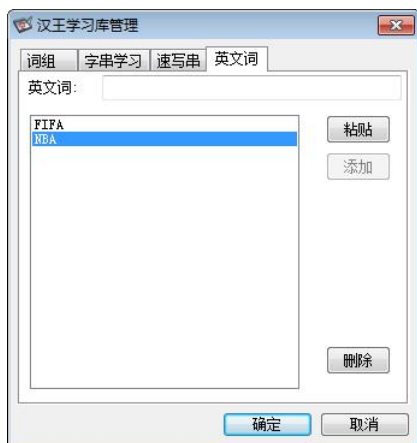 汉王学习库管理
词组 字串学习 速写串 英文词
英文词:
FIFA
NBA
粘贴
添加
删除
确定 取消